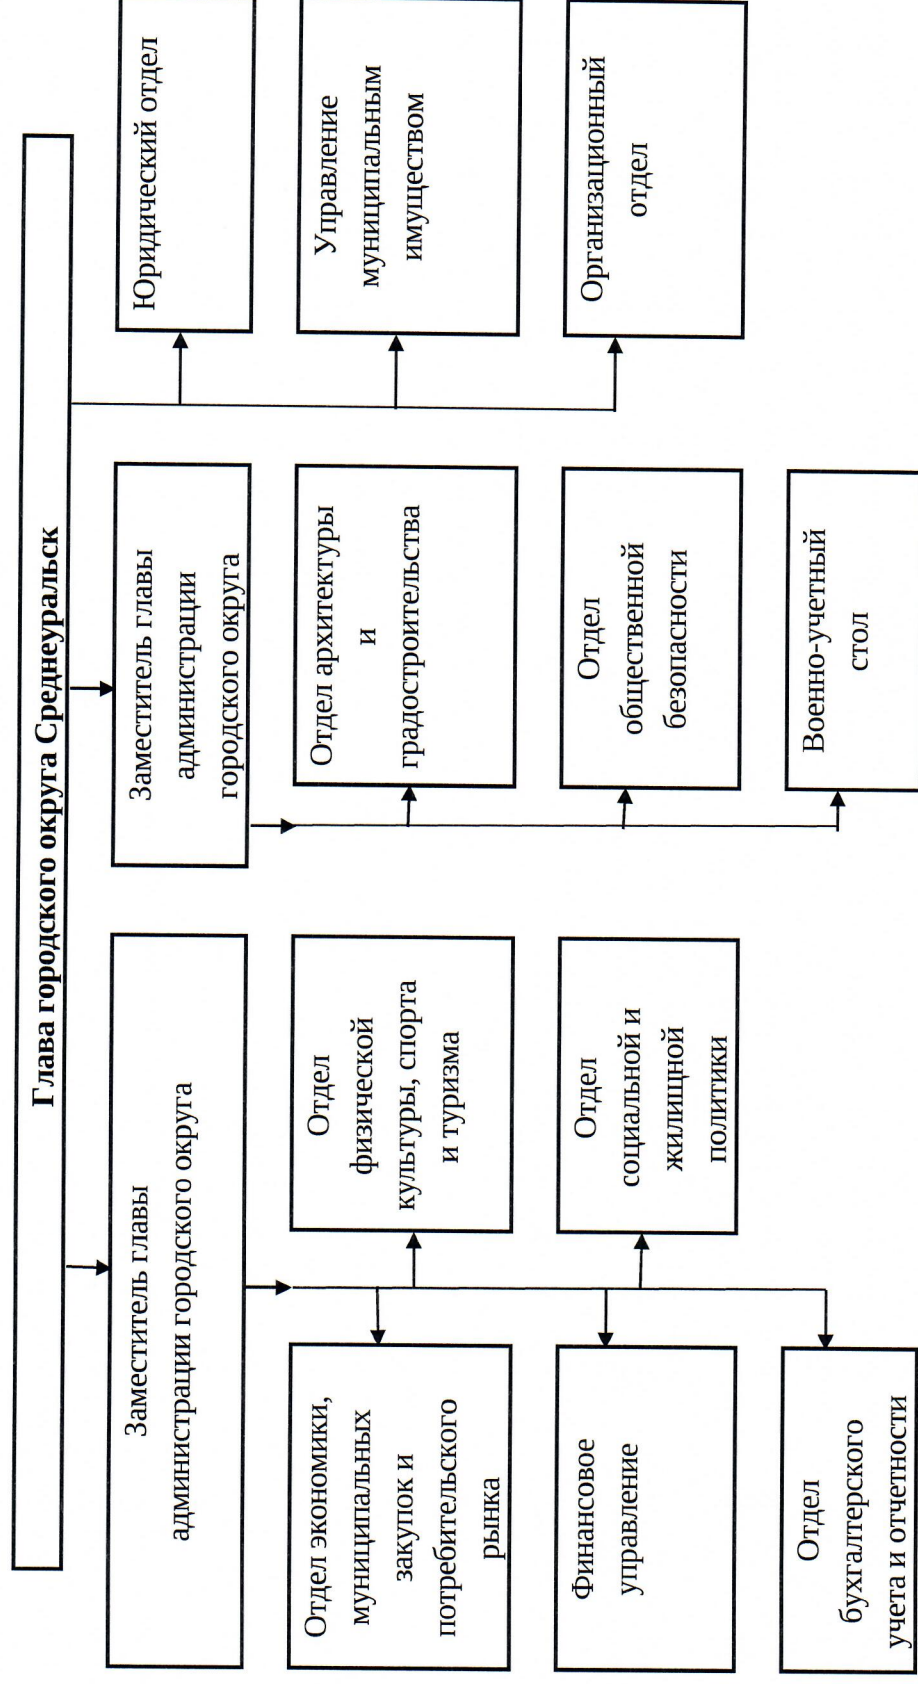 Глава городского округа Среднеуральск
Заместитель главы
администрации городского округа
Заместитель главы
администрации
городского округа
Юридический отдел
Отдел экономики,
муниципальных
закупок и
потребительского
рынка
Отдел
физической
культуры, спорта
и туризма
Отдел архитектуры
и
градостроительства
Управление
муниципальным
имуществом
Финансовое
управление
Отдел
социальной и
жилищной
политики
Отдел
общественной
безопасности
Организационный
отдел
Отдел
бухгалтерского
учета и отчетности
Военно-учетный
стол